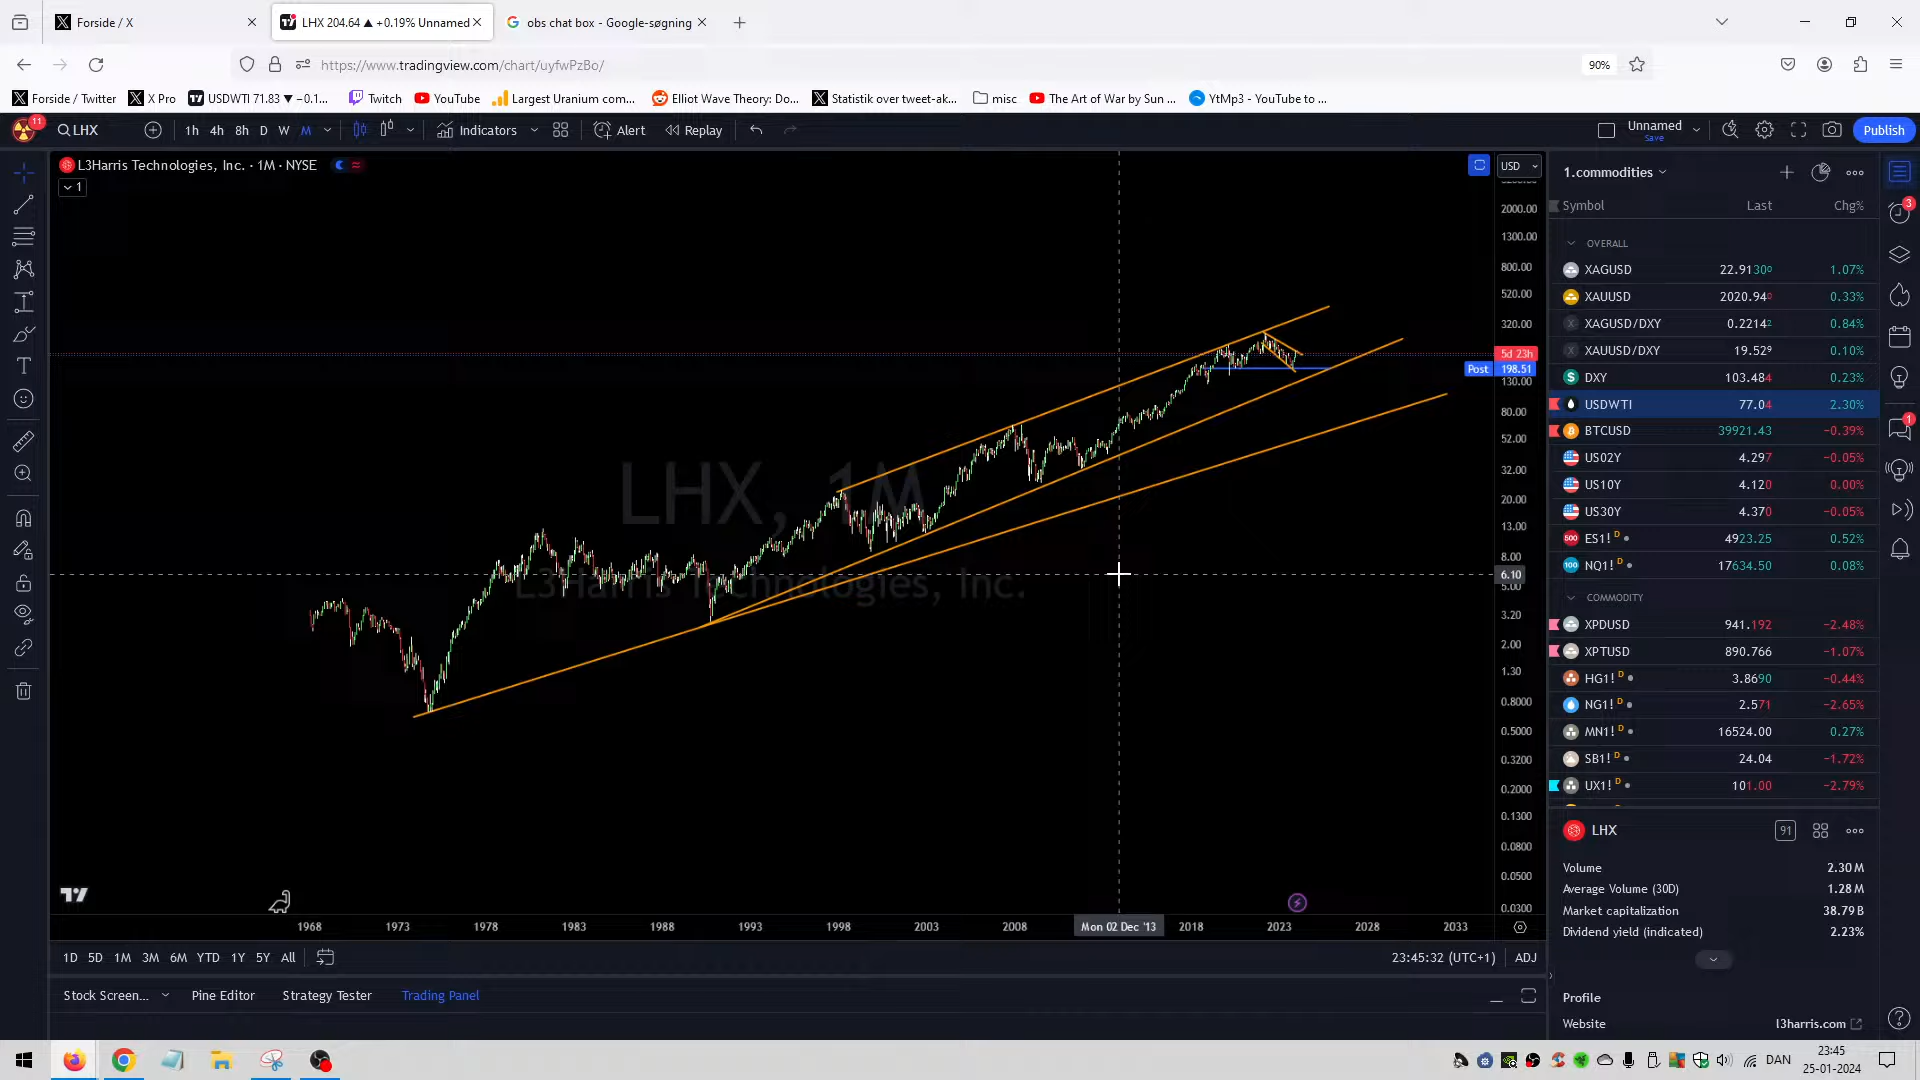 Forside / X
LHX 204.64 ▲ +0.19% Unnamed
obs chat box - Google-søgning
https://www.tradingview.com/chart/uyfwPzBo/
90%
Forside / Twitter
X Pro
USDWTI 71.83 ▼ −0.1...
Twitch
YouTube
Largest Uranium com...
Elliot Wave Theory: Do...
Statistik over tweet-ak...
misc
The Art of War by Sun ...
YtMp3 - YouTube to ...
11
LHX
1h 4h 8h D W M
Indicators
Alert
Replay
Unnamed
Save
Publish
L3Harris Technologies, Inc. · 1M · NYSE
1
USD
2000.00
1300.00
800.00
520.00
320.00
5d 23h
Post 198.51
130.00
80.00
52.00
32.00
20.00
13.00
8.00
6.10
5.00
3.20
2.00
1.30
0.8000
0.5000
0.3200
0.2000
0.1300
0.0800
0.0500
0.0300
LHX, 1M
L3Harris Technologies, Inc.
1968 1973 1978 1983 1988 1993 1998 2003 2008 Mon 02 Dec '13 2018 2023 2028 2033
1D 5D 1M 3M 6M YTD 1Y 5Y All
23:45:32 (UTC+1) ADJ
Stock Screen... Pine Editor Strategy Tester Trading Panel
1.commodities
Symbol Last Chg%
OVERALL
XAGUSD 22.9130⁰ 1.07%
XAUUSD 2020.94⁰ 0.33%
XAGUSD/DXY 0.2214² 0.84%
XAUUSD/DXY 19.52⁹ 0.10%
DXY 103.484 0.23%
USDWTI 77.04 2.30%
BTCUSD 39921.43 −0.39%
US02Y 4.297 −0.05%
US10Y 4.120 0.00%
US30Y 4.370 −0.05%
ES1! D 4923.25 0.52%
NQ1! D 17634.50 0.08%
COMMODITY
XPDUSD 941.192 −2.48%
XPTUSD 890.766 −1.07%
HG1! D 3.8690 −0.44%
NG1! D 2.571 −2.65%
MN1! D 16524.00 0.27%
SB1! D 24.04 −1.72%
UX1! D 101.00 −2.79%
LHX
91
Volume 2.30 M
Average Volume (30D) 1.28 M
Market capitalization 38.79 B
Dividend yield (indicated) 2.23%
Profile
Website l3harris.com
3
1
DAN
23:45
25-01-2024